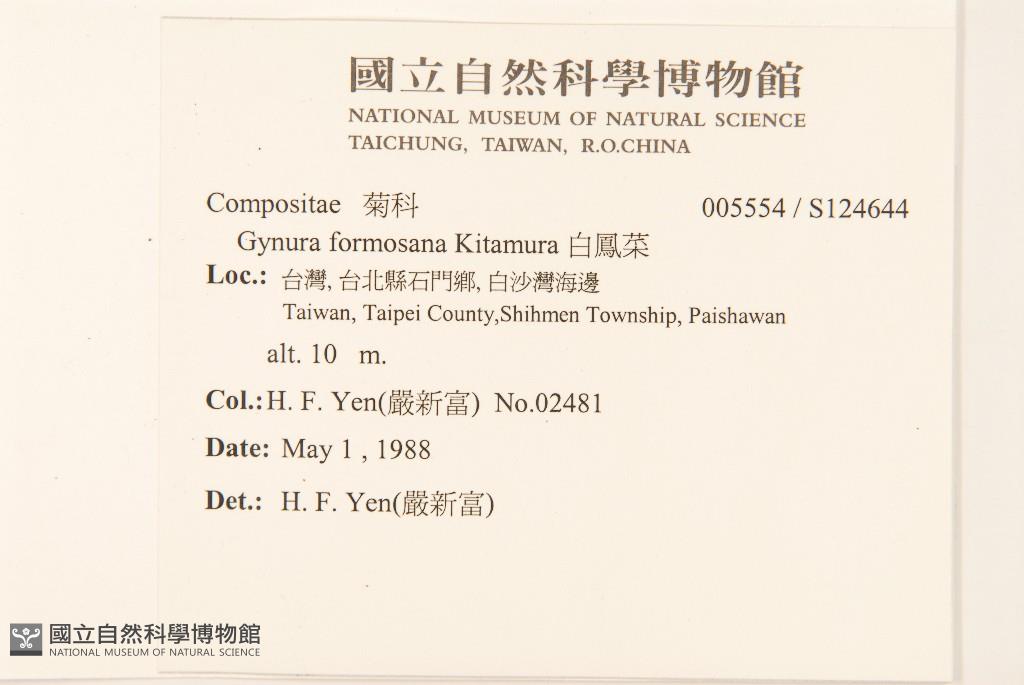 國立自然科學博物館
NATIONAL MUSEUM OF NATURAL SCIENCE
TAICHUNG, TAIWAN, R.O.CHINA
Compositae 菊科 005554 / S124644
Gynura formosana Kitamura 白鳳菜
Loc.: 台灣, 台北縣石門鄉, 白沙灣海邊
Taiwan, Taipei County,Shihmen Township, Paishawan
alt. 10 m.
Col.:H. F. Yen(嚴新富) No.02481
Date: May 1 , 1988
Det.: H. F. Yen(嚴新富)
國立自然科學博物館
NATIONAL MUSEUM OF NATURAL SCIENCE